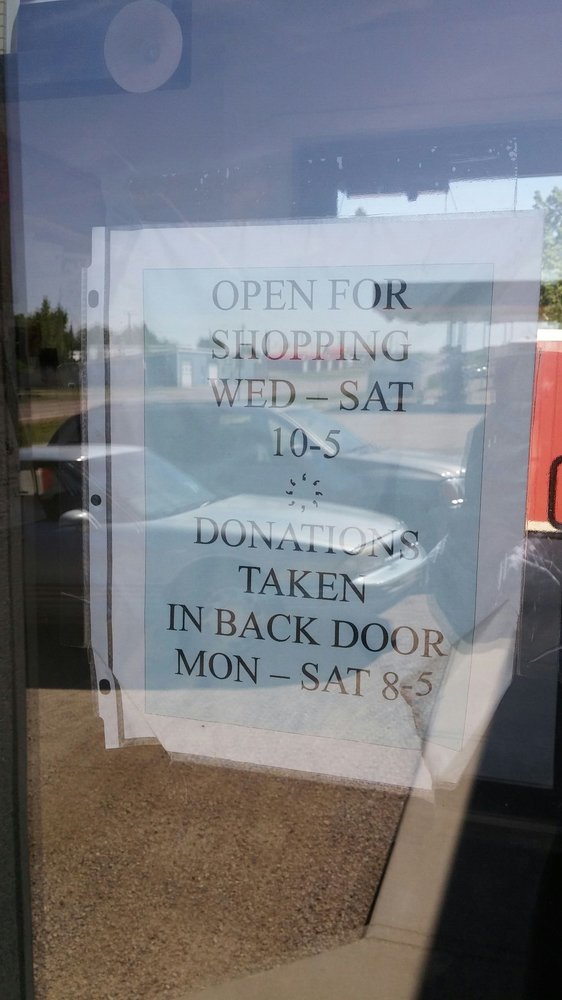 OPEN FOR
SHOPPING
WED – SAT
10-5
DONATIONS
TAKEN
IN BACK DOOR
MON – SAT 8-5